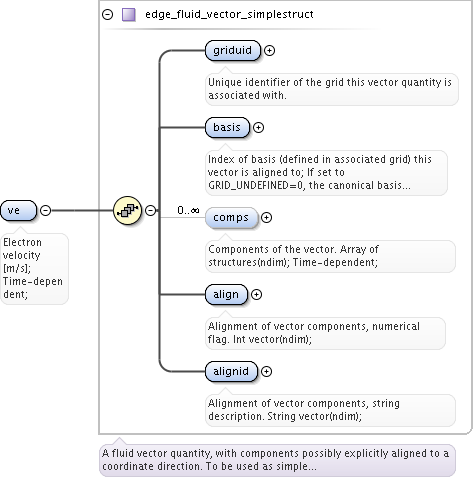 edge_fluid_vector_simplestruct
griduid
Unique identifier of the grid this vector quantity is
associated with.
basis
Index of basis (defined in associated grid) this
vector is aligned to; If set to
GRID_UNDEFINED=0, the canonical basis...
ve
Electron
velocity
[m/s];
Time-depen
dent;
0..∞
comps
Components of the vector. Array of
structures(ndim); Time-dependent;
align
Alignment of vector components, numerical
flag. Int vector(ndim);
alignid
Alignment of vector components, string
description. String vector(ndim);
A fluid vector quantity, with components possibly explicitly aligned to a
coordinate direction. To be used as simple...